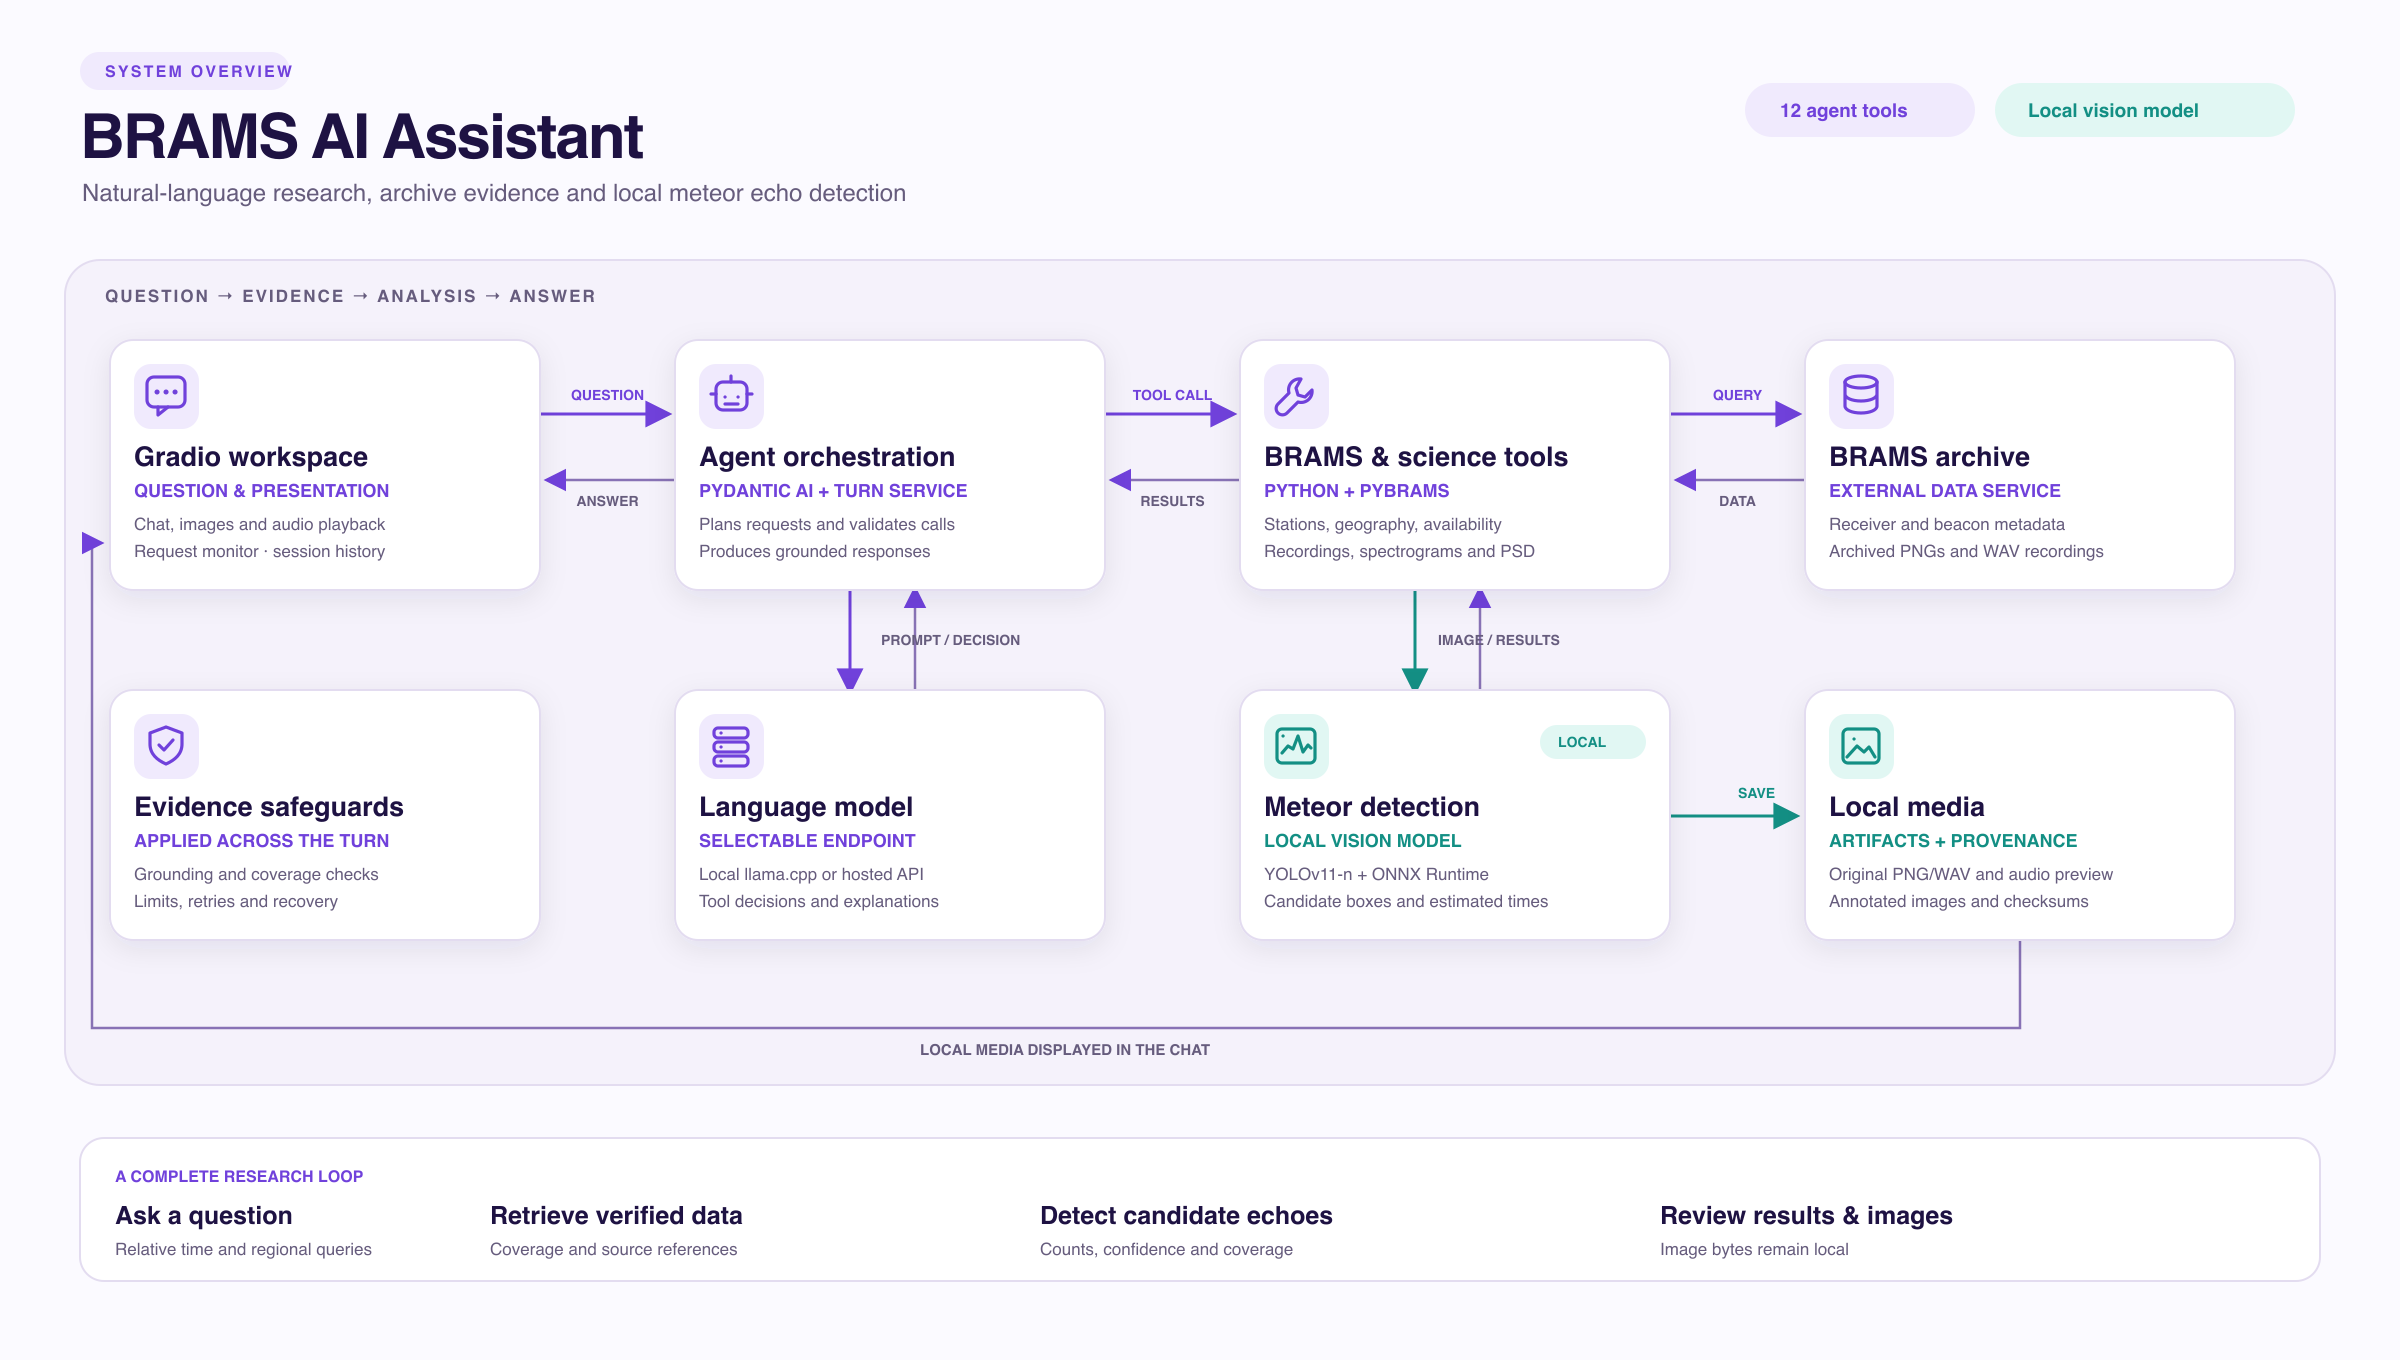 SYSTEM OVERVIEW
BRAMS AI Assistant
Natural-language research, archive evidence and local meteor echo detection
12 agent tools
Local vision model
QUESTION → EVIDENCE → ANALYSIS → ANSWER
Gradio workspace
QUESTION & PRESENTATION
Chat, images and audio playback
Request monitor · session history
QUESTION
ANSWER
Agent orchestration
PYDANTIC AI + TURN SERVICE
Plans requests and validates calls
Produces grounded responses
TOOL CALL
RESULTS
BRAMS & science tools
PYTHON + PYBRAMS
Stations, geography, availability
Recordings, spectrograms and PSD
QUERY
DATA
BRAMS archive
EXTERNAL DATA SERVICE
Receiver and beacon metadata
Archived PNGs and WAV recordings
PROMPT / DECISION
IMAGE / RESULTS
Evidence safeguards
APPLIED ACROSS THE TURN
Grounding and coverage checks
Limits, retries and recovery
Language model
SELECTABLE ENDPOINT
Local llama.cpp or hosted API
Tool decisions and explanations
LOCAL
Meteor detection
LOCAL VISION MODEL
YOLOv11-n + ONNX Runtime
Candidate boxes and estimated times
SAVE
Local media
ARTIFACTS + PROVENANCE
Original PNG/WAV and audio preview
Annotated images and checksums
LOCAL MEDIA DISPLAYED IN THE CHAT
A COMPLETE RESEARCH LOOP
Ask a question
Relative time and regional queries
Retrieve verified data
Coverage and source references
Detect candidate echoes
Counts, confidence and coverage
Review results & images
Image bytes remain local